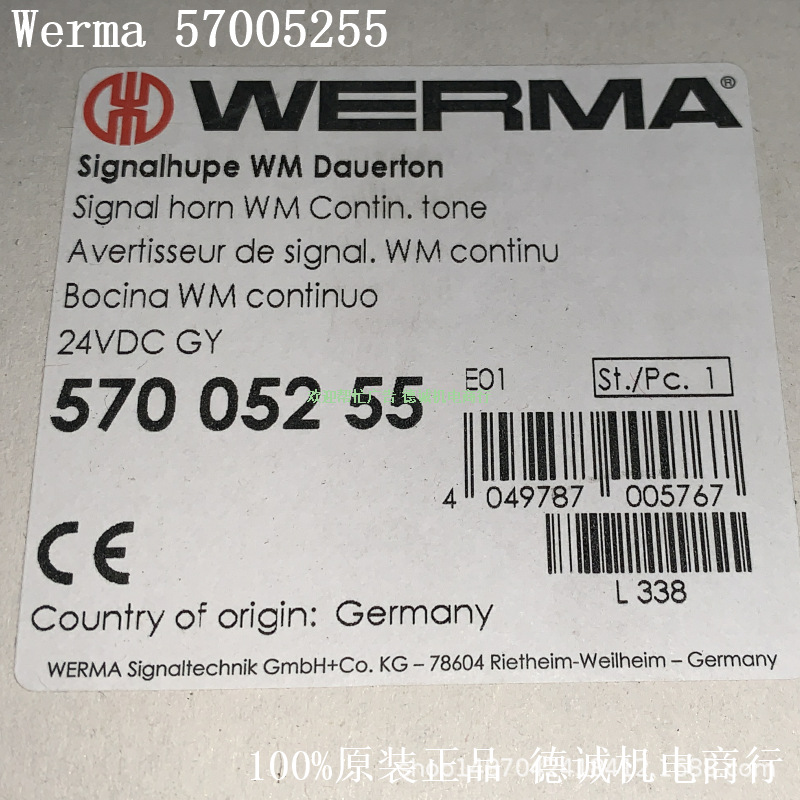 Werma 57005255
WERMA®
Signalhupe WM Dauerton
Signal horn WM Contin. tone
Avertisseur de signal. WM continu
Bocina WM continuo
24VDC GY
570 052 55 E01 St./Pc. 1
4 049787 005767
L 338
CE
Country of origin: Germany
WERMA Signaltechnik GmbH+Co. KG – 78604 Rietheim-Weilheim – Germany
100%原装正品 德诚机电商行